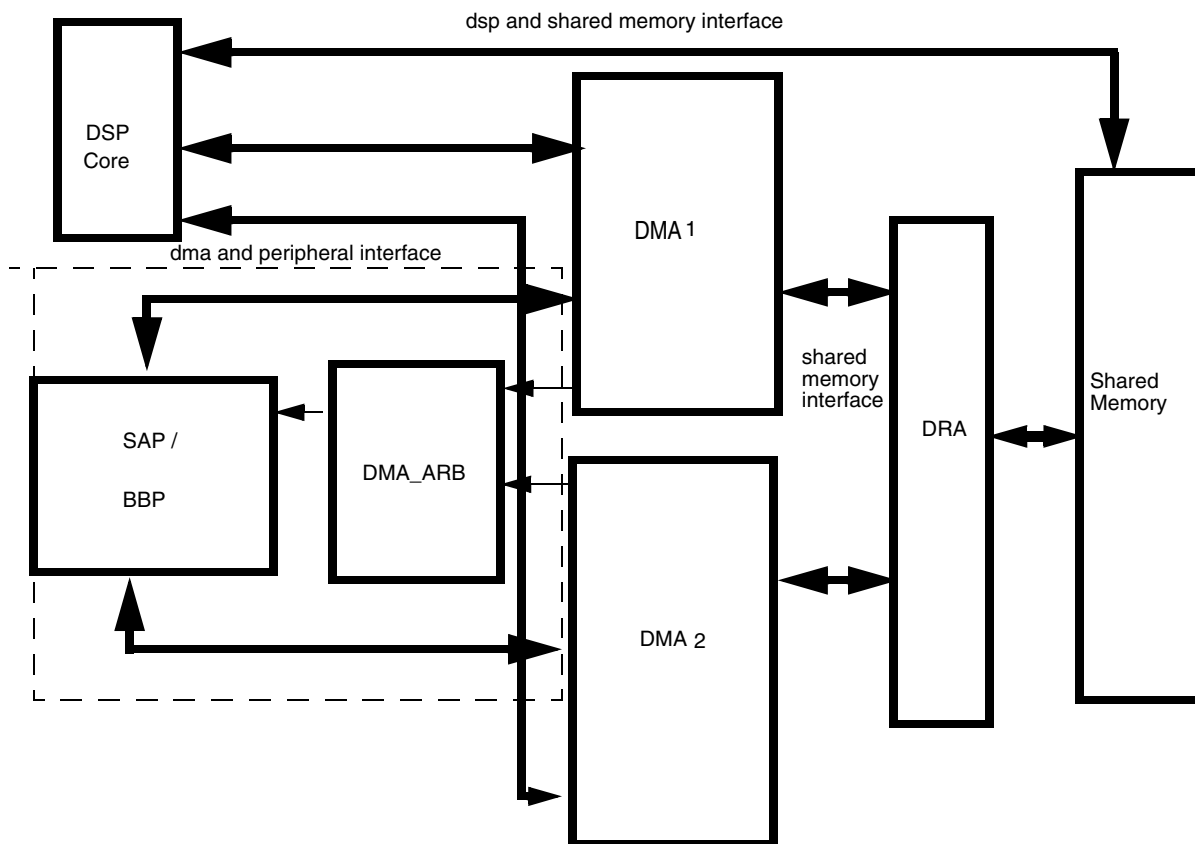 dsp and shared memory interface
DSP
Core
DMA 1
dma and peripheral interface
shared
memory
interface
Shared
Memory
DRA
SAP /
BBP
DMA_ARB
DMA 2